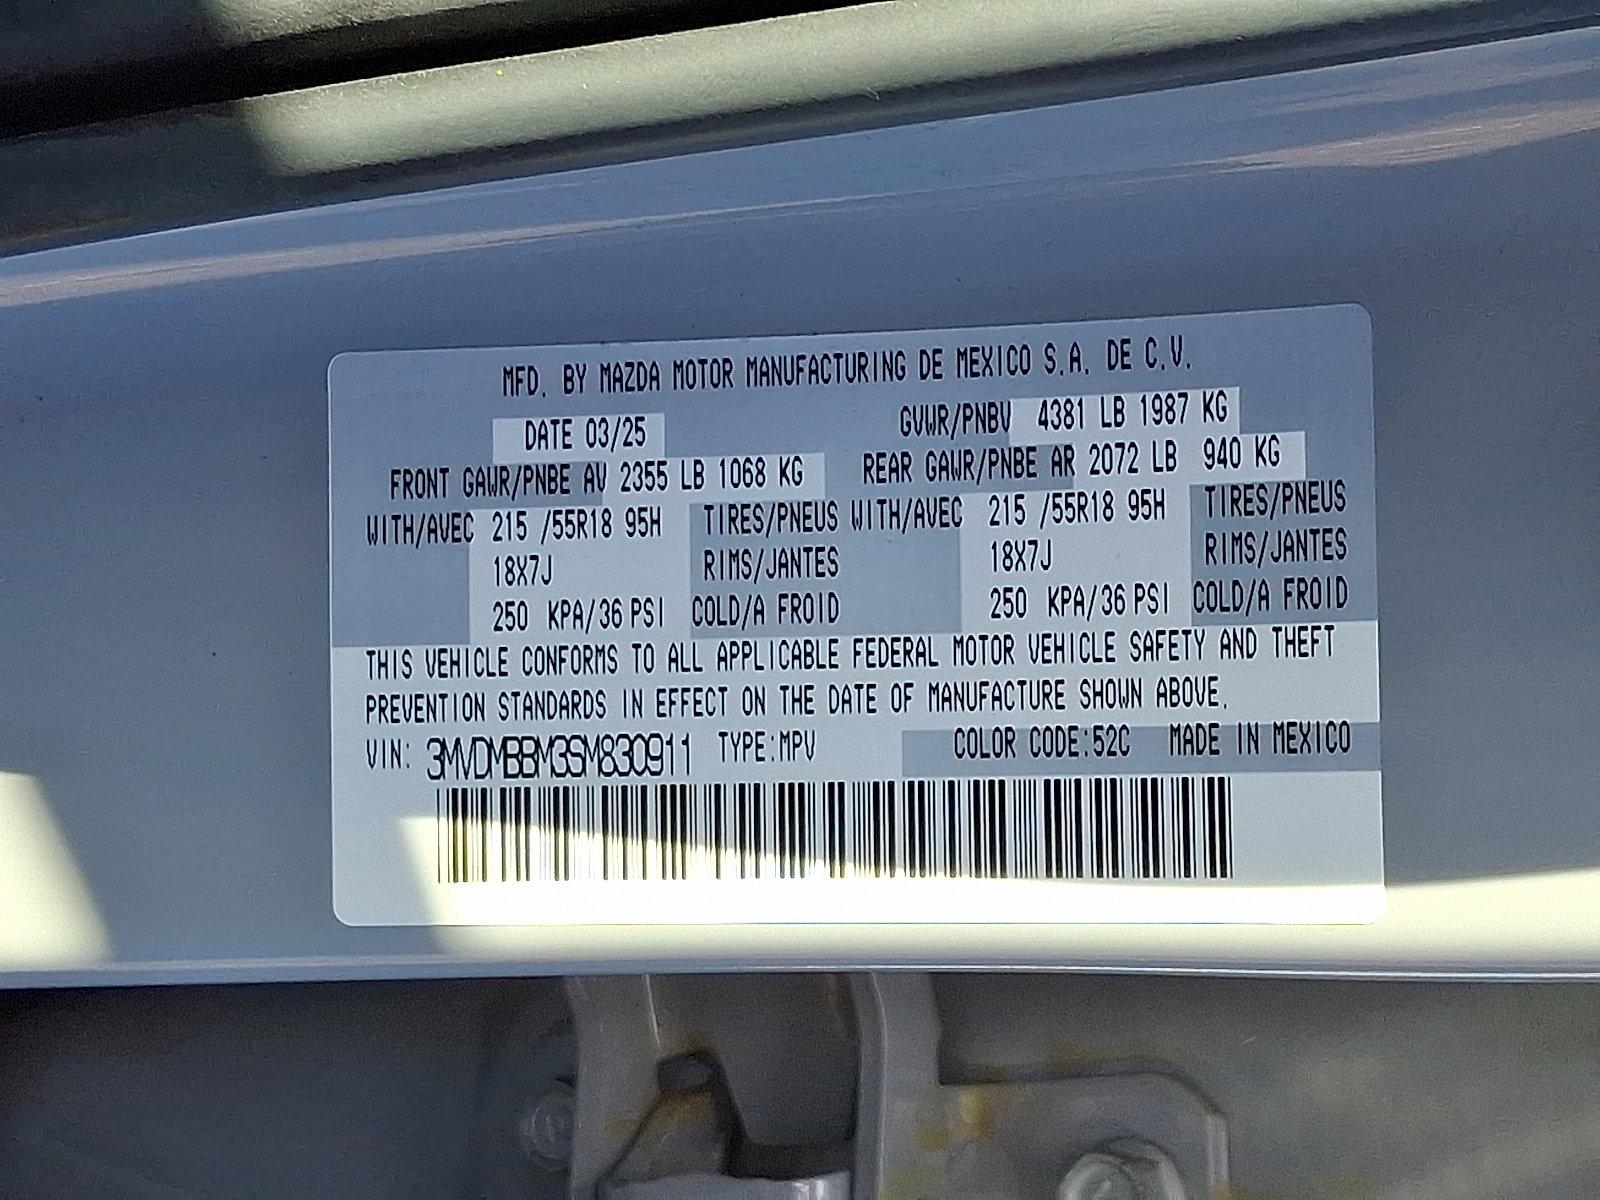 MFD. BY MAZDA MOTOR MANUFACTURING DE MEXICO S.A. DE C.V.
DATE 03/25 GVWR/PNBV 4381 LB 1987 KG
FRONT GAWR/PNBE AV 2355 LB 1068 KG REAR GAWR/PNBE AR 2072 LB 940 KG
WITH/AVEC 215 /55R18 95H TIRES/PNEUS WITH/AVEC 215 /55R18 95H TIRES/PNEUS
18X7J RIMS/JANTES 18X7J RIMS/JANTES
250 KPA/36 PSI COLD/A FROID 250 KPA/36 PSI COLD/A FROID
THIS VEHICLE CONFORMS TO ALL APPLICABLE FEDERAL MOTOR VEHICLE SAFETY AND THEFT
PREVENTION STANDARDS IN EFFECT ON THE DATE OF MANUFACTURE SHOWN ABOVE.
VIN: 3MVDMBBM3SM830911 TYPE:MPV COLOR CODE:52C MADE IN MEXICO